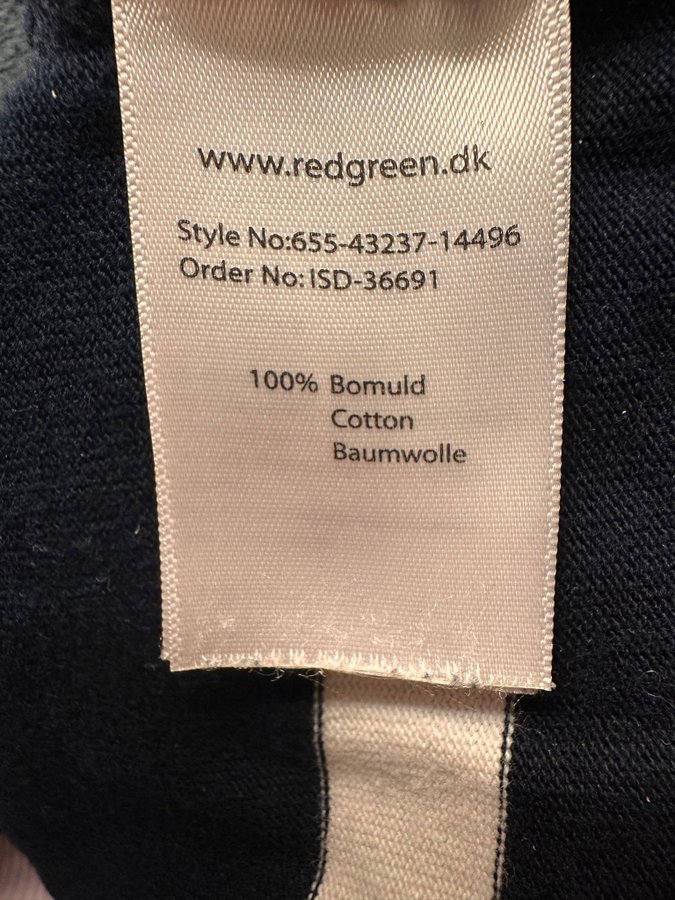 www.redgreen.dk
Style No:655-43237-14496
Order No:ISD-36691
100% Bomuld
Cotton
Baumwolle